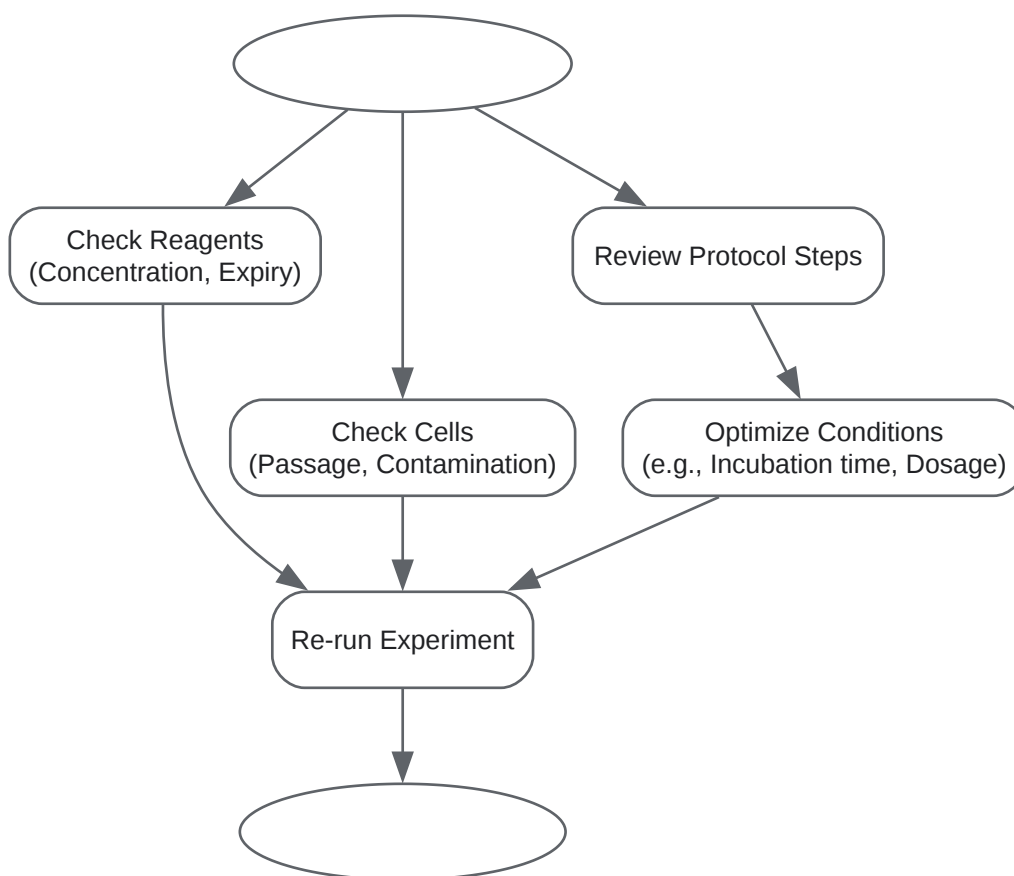 Check Reagents
(Concentration, Expiry)
Review Protocol Steps
Check Cells
(Passage, Contamination)
Optimize Conditions
(e.g., Incubation time, Dosage)
Re-run Experiment